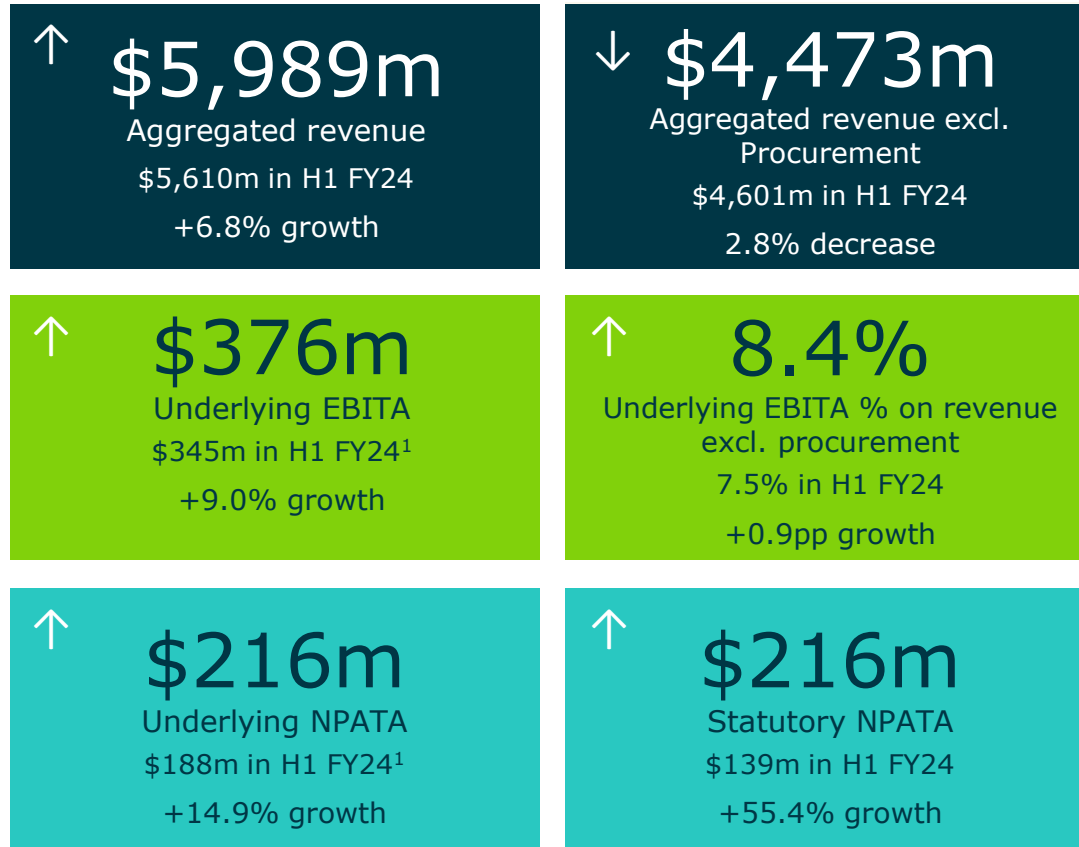 ↑
$5,989m
Aggregated revenue
$5,610m in H1 FY24
+6.8% growth
↓
$4,473m
Aggregated revenue excl.
Procurement
$4,601m in H1 FY24
2.8% decrease
↑
$376m
Underlying EBITA
$345m in H1 FY24¹
+9.0% growth
↑
8.4%
Underlying EBITA % on revenue
excl. procurement
7.5% in H1 FY24
+0.9pp growth
↑
$216m
Underlying NPATA
$188m in H1 FY24¹
+14.9% growth
↑
$216m
Statutory NPATA
$139m in H1 FY24
+55.4% growth